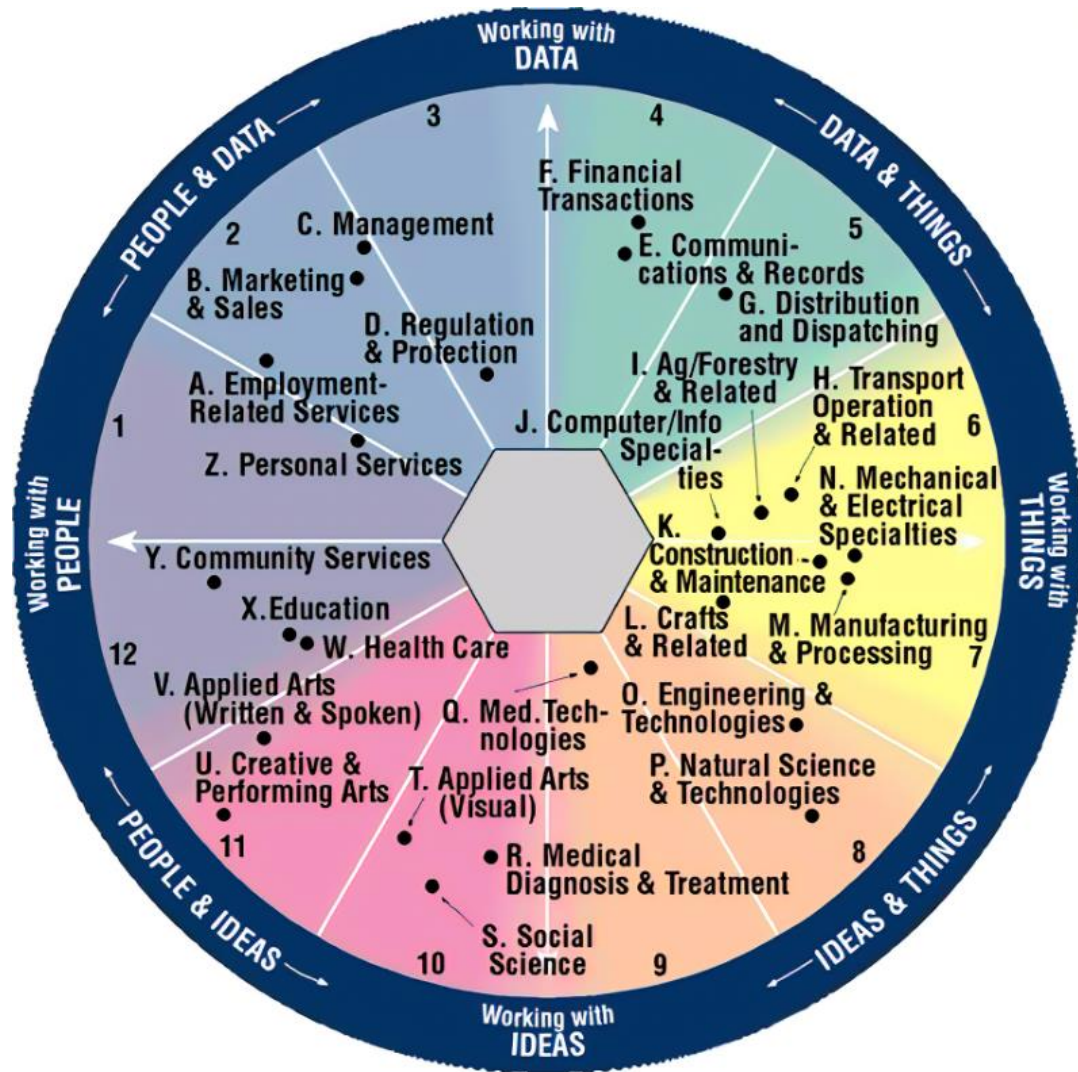 Working with
DATA
PEOPLE & DATA
DATA & THINGS
3
4
2
5
1
6
F. Financial
Transactions
C. Management
E. Communi-
cations & Records
B. Marketing
& Sales
G. Distribution
and Dispatching
D. Regulation
& Protection
I. Ag/Forestry
& Related
H. Transport
Operation
& Related
A. Employment-
Related Services
J. Computer/Info
Special-
ties
Z. Personal Services
N. Mechanical
& Electrical
Specialties
Working with
PEOPLE
Working with
THINGS
K.
Construction
& Maintenance
Y. Community Services
X.Education
W. Health Care
L. Crafts
& Related
M. Manufacturing
& Processing
12
7
V. Applied Arts
(Written & Spoken)
Q. Med.Tech-
nologies
O. Engineering &
Technologies
U. Creative &
Performing Arts
T. Applied Arts
(Visual)
P. Natural Science
& Technologies
11
8
R. Medical
Diagnosis & Treatment
S. Social
Science
10
9
PEOPLE & IDEAS
IDEAS & THINGS
Working with
IDEAS